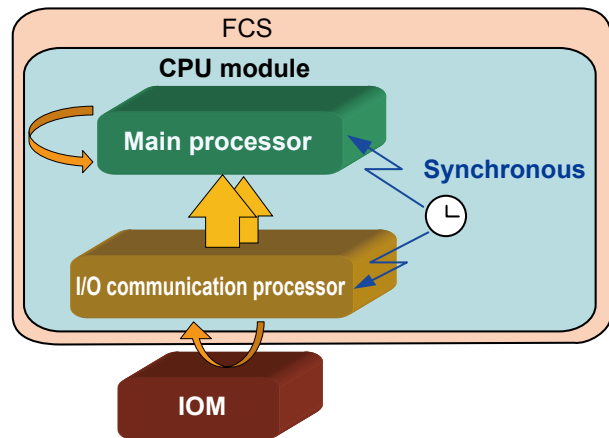 FCS
CPU module
Main processor
Synchronous
I/O communication processor
IOM